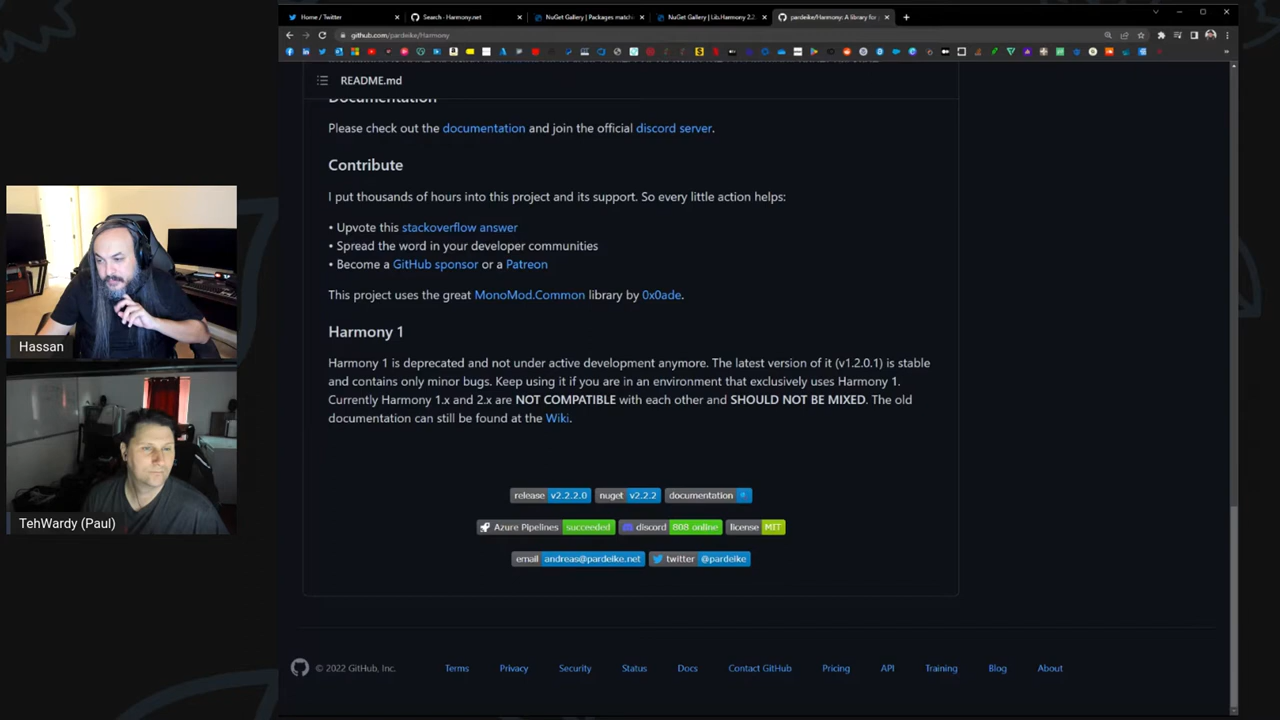 Home / Twitter
Search - Harmony.net
NuGet Gallery | Packages match
NuGet Gallery | Lib.Harmony 2.2
pardeike/Harmony: A library for
github.com/pardeike/Harmony
README.md
Documentation
Please check out the documentation and join the official discord server.
Contribute
I put thousands of hours into this project and its support. So every little action helps:
• Upvote this stackoverflow answer
• Spread the word in your developer communities
• Become a GitHub sponsor or a Patreon
This project uses the great MonoMod.Common library by 0x0ade.
Harmony 1
Harmony 1 is deprecated and not under active development anymore. The latest version of it (v1.2.0.1) is stable
and contains only minor bugs. Keep using it if you are in an environment that exclusively uses Harmony 1.
Currently Harmony 1.x and 2.x are NOT COMPATIBLE with each other and SHOULD NOT BE MIXED. The old
documentation can still be found at the Wiki.
release v2.2.2.0 nuget v2.2.2 documentation
Azure Pipelines succeeded discord 808 online license MIT
email andreas@pardeike.net twitter @pardeike
© 2022 GitHub, Inc. Terms Privacy Security Status Docs Contact GitHub Pricing API Training Blog About
Hassan
TehWardy (Paul)